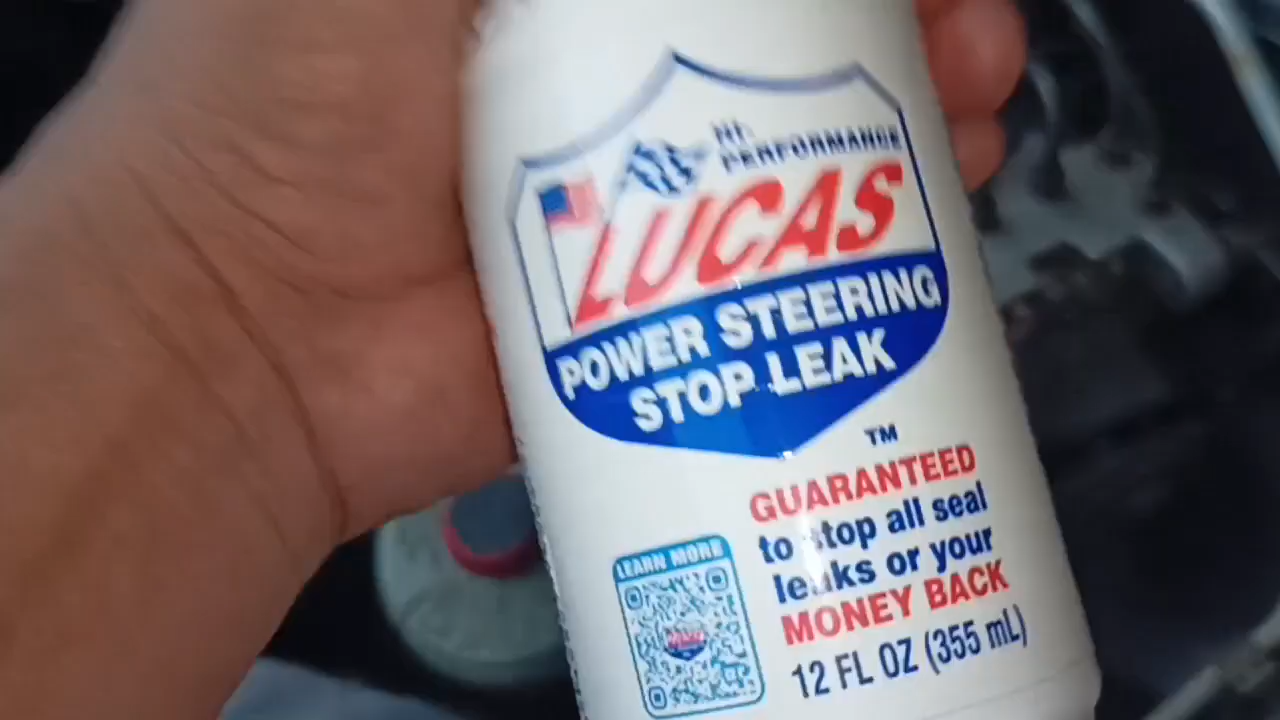 HI-PERFORMANCE
LUCAS
POWER STEERING
STOP LEAK
TM
GUARANTEED
to stop all seal
leaks or your
MONEY BACK
12 FL OZ (355 mL)
LEARN MORE